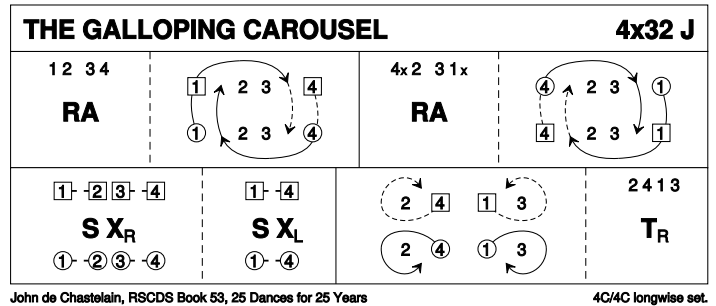 THE GALLOPING CAROUSEL 4x32 J
1 2 3 4 1 2 3 4 4x 2 3 1x 4 2 3 1
RA RA
1 2 3 4 4 2 3 1
1 2 3 4 1 4 2 4 1 3 2 4 1 3
S XR S XL TR
1 2 3 4 1 4 2 4 1 3
John de Chastelain, RSCDS Book 53, 25 Dances for 25 Years 4C/4C longwise set.